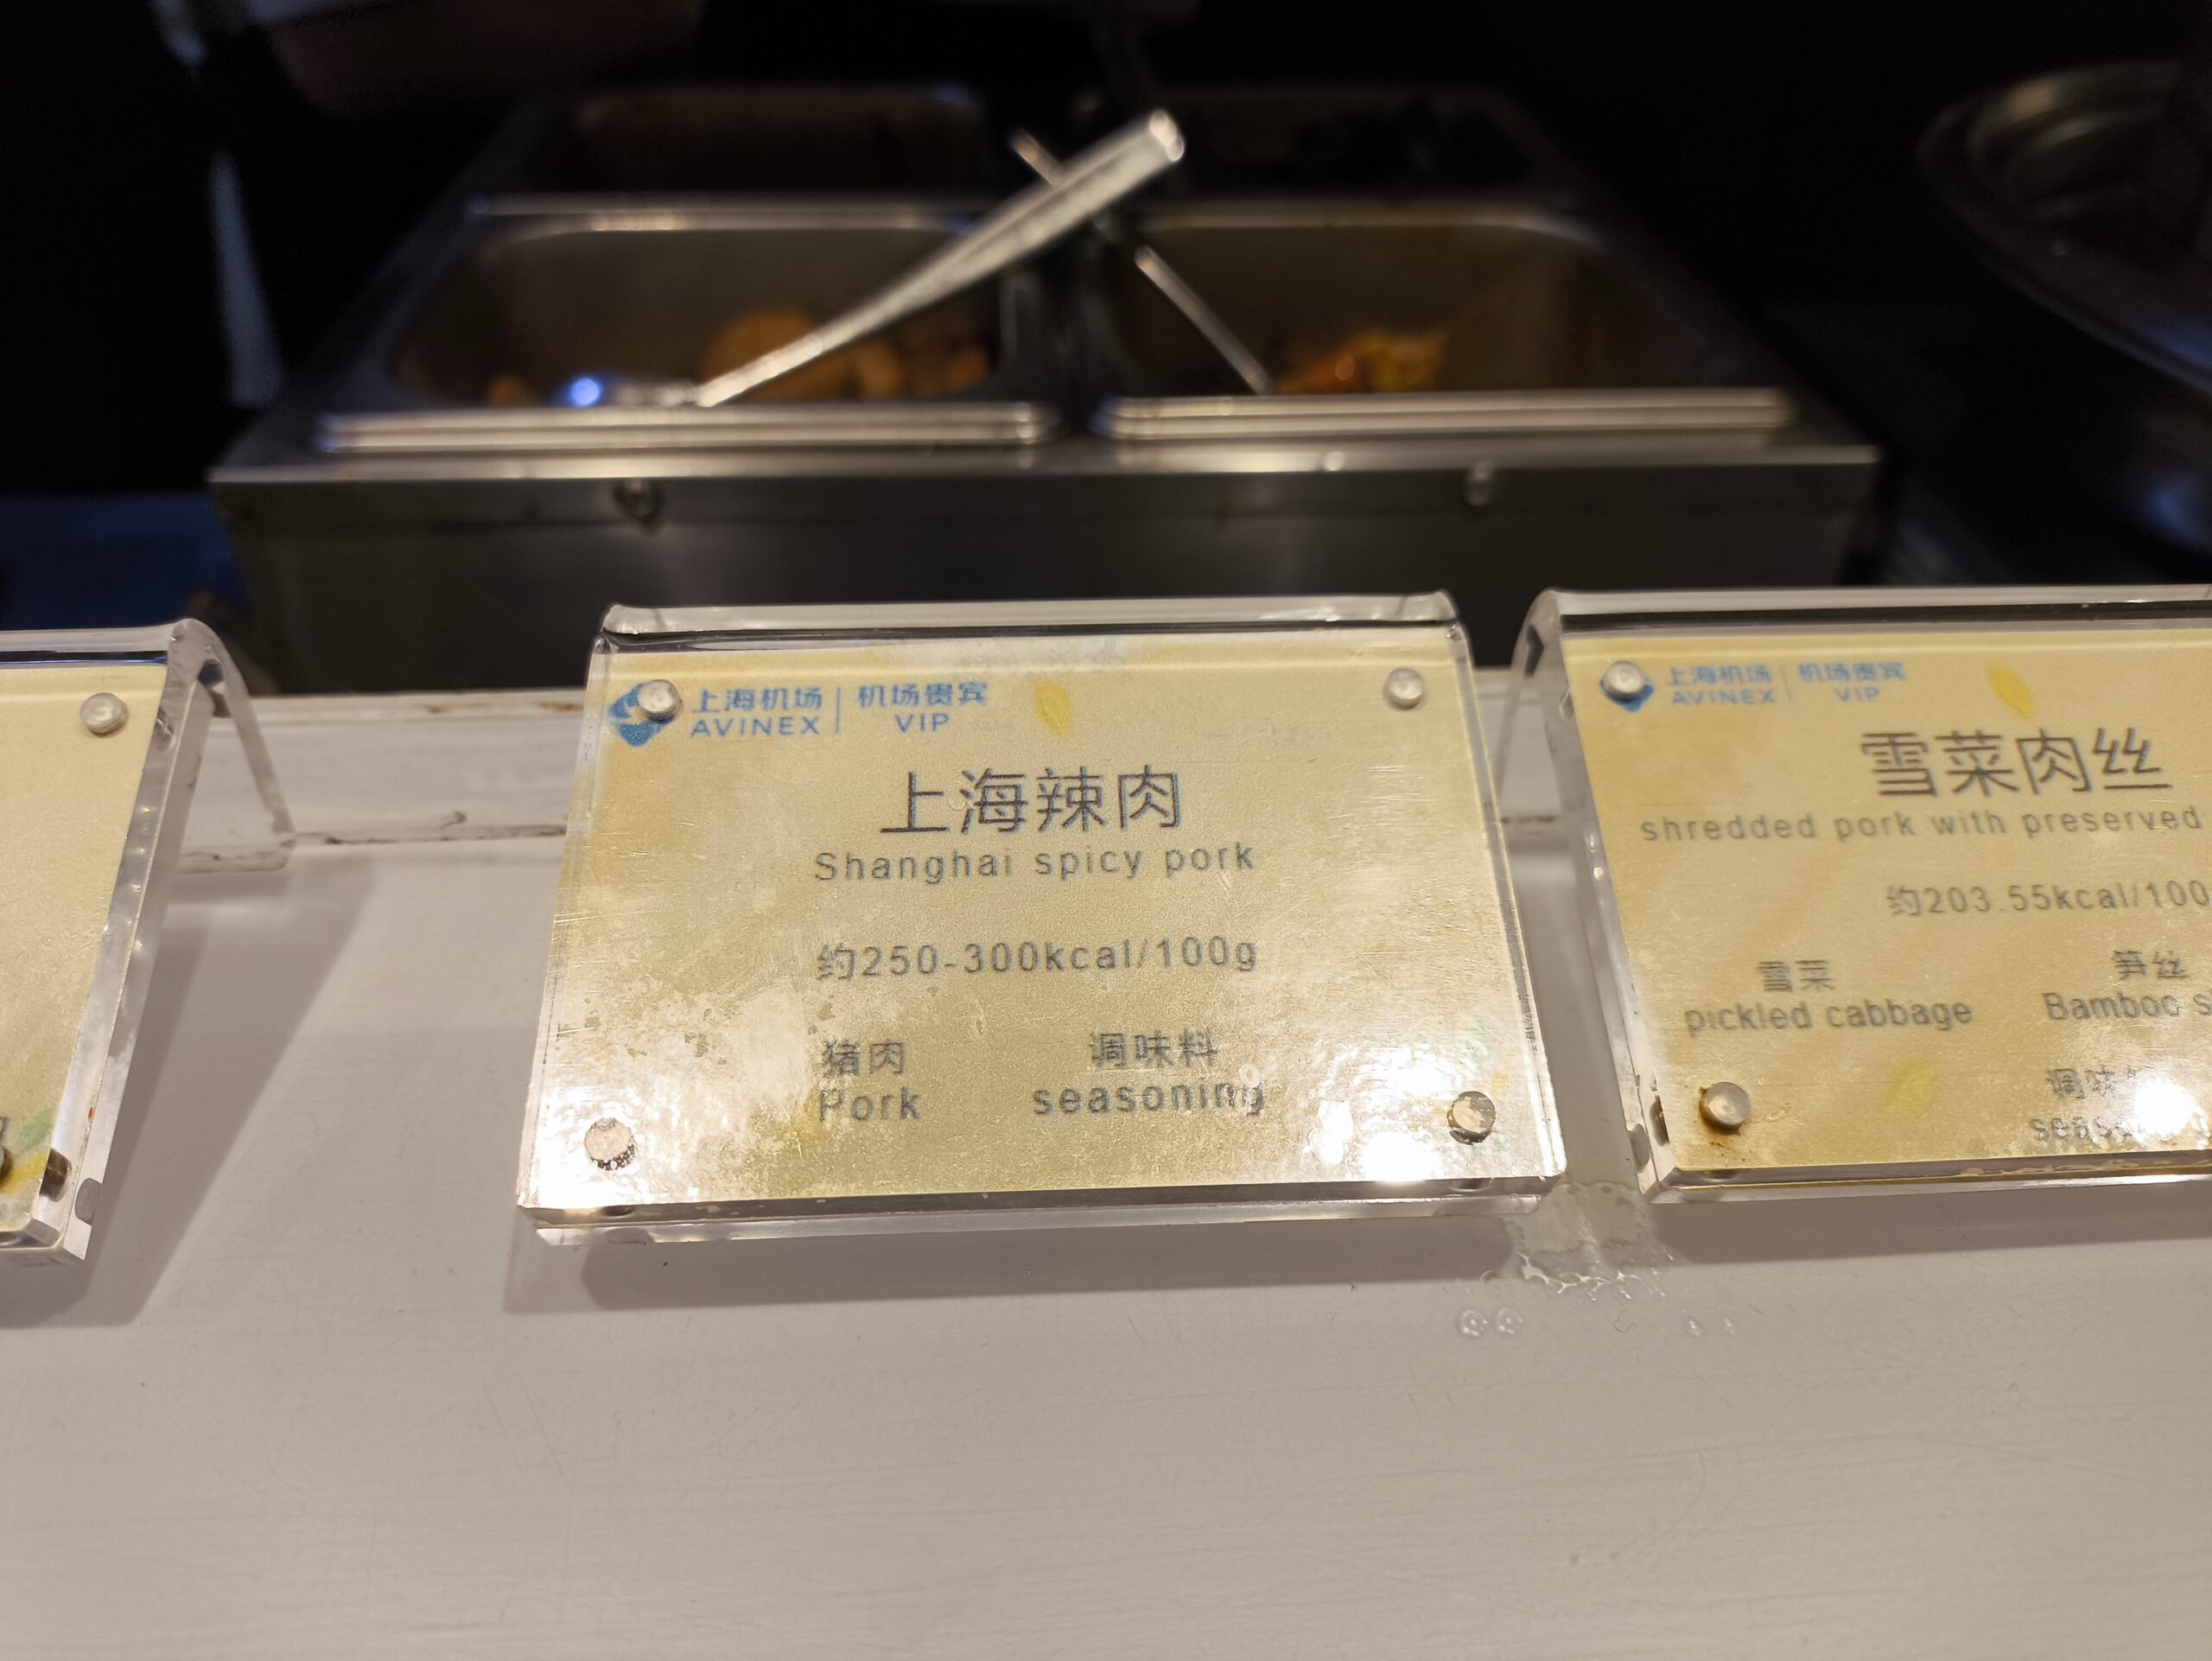 上海机场 | 机场贵宾
AVINEX | VIP
上海辣肉
Shanghai spicy pork
约250-300kcal/100g
猪肉 调味料
Pork seasoning
上海机场 | 机场贵宾
AVINEX | VIP
雪菜肉丝
shredded pork with preserved
约203.55kcal/100
雪菜 笋丝
pickled cabbage Bamboo
调味